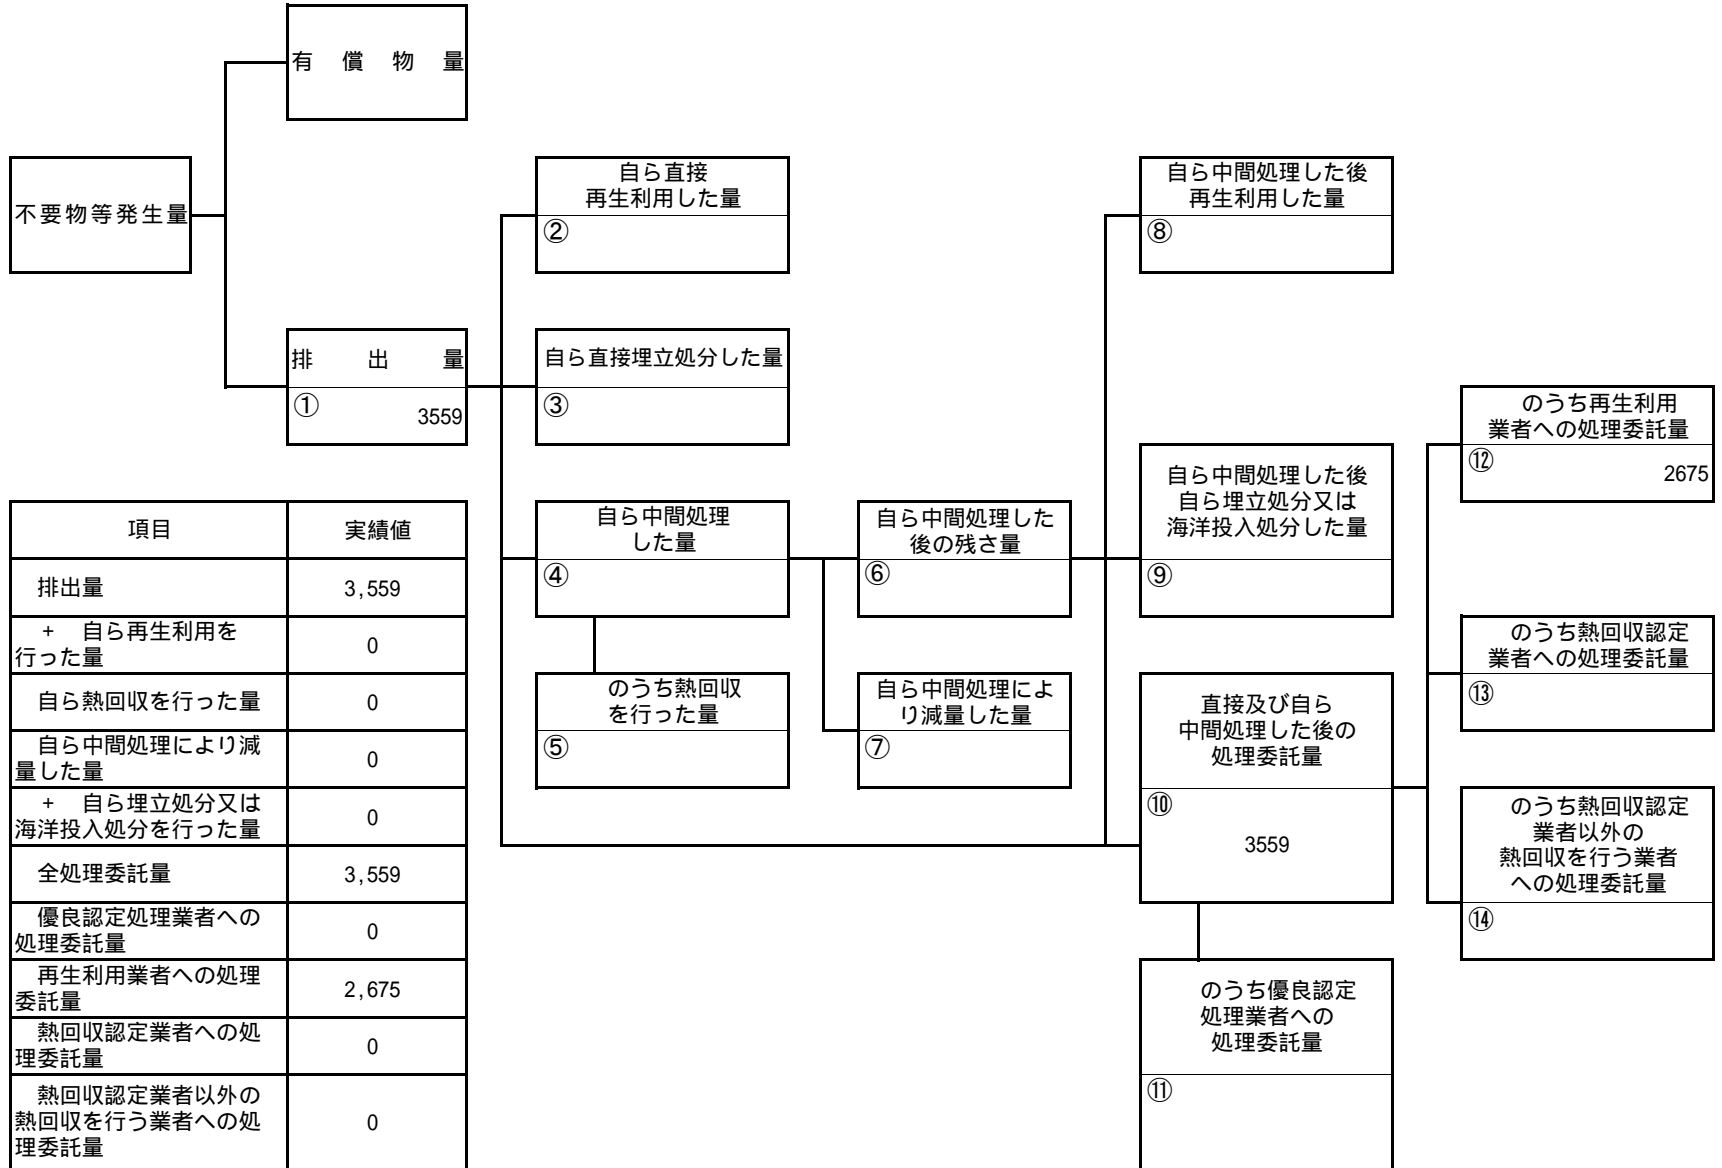 有償物量
不要物等発生量
自ら直接
再生利用した量
②
自ら中間処理した後
再生利用した量
⑧
排出量
①
3559
自ら直接埋立処分した量
③
のうち再生利用
業者への処理委託量
⑫
2675
自ら中間処理
した量
④
自ら中間処理した
後の残さ量
⑥
自ら中間処理した後
自ら埋立処分又は
海洋投入処分した量
⑨
のうち熱回収認定
業者への処理委託量
⑬
のうち熱回収
を行った量
⑤
自ら中間処理によ
り減量した量
⑦
直接及び自ら
中間処理した後の
処理委託量
⑩
3559
のうち熱回収認定
業者以外の
熱回収を行う業者
への処理委託量
⑭
のうち優良認定
処理業者への
処理委託量
⑪
項目 実績値
排出量 3,559
+ 自ら再生利用を
行った量 0
自ら熱回収を行った量 0
自ら中間処理により減
量した量 0
+ 自ら埋立処分又は
海洋投入処分を行った量 0
全処理委託量 3,559
優良認定処理業者への
処理委託量 0
再生利用業者への処理
委託量 2,675
熱回収認定業者への処
理委託量 0
熱回収認定業者以外の
熱回収を行う業者への処
理委託量 0